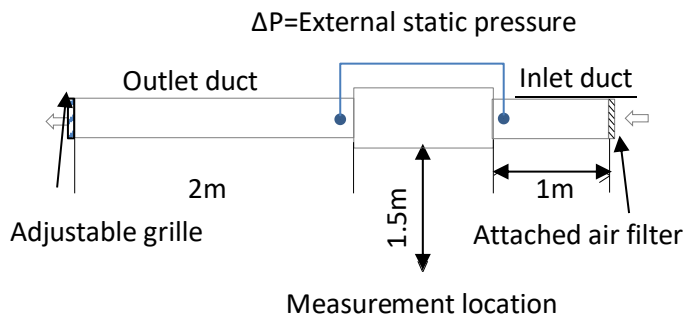 ΔP=External static pressure
Outlet duct
Inlet duct
2m
1.5m
1m
Adjustable grille
Attached air filter
Measurement location